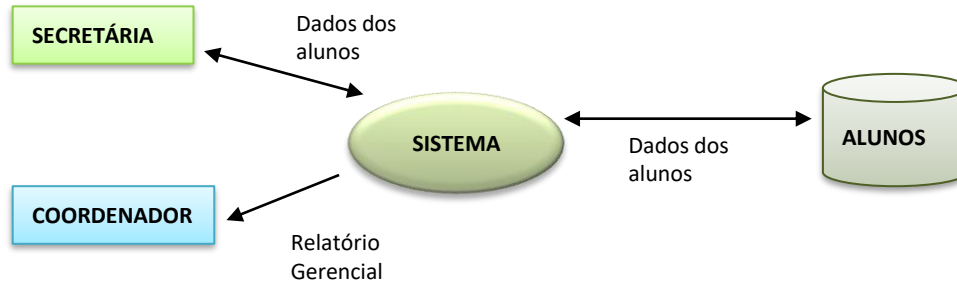 Dados dos
alunos
SECRETÁRIA
SISTEMA
ALUNOS
Dados dos
alunos
COORDENADOR
Relatório
Gerencial